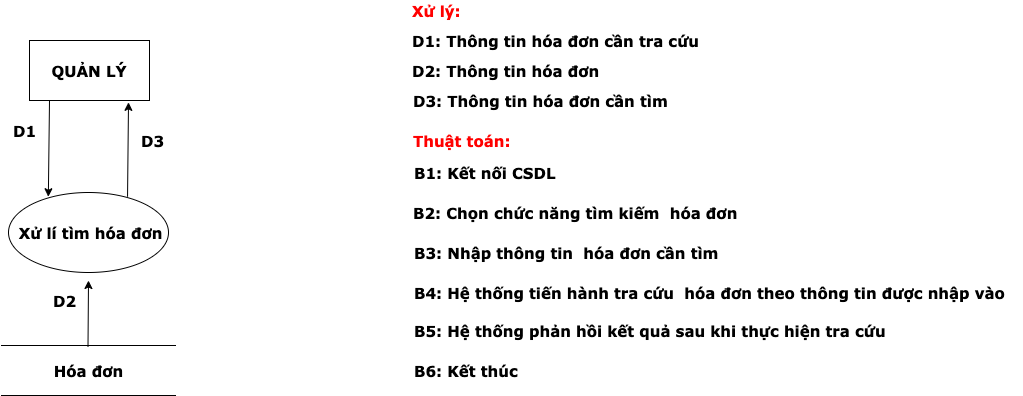 QUẢN LÝ
D1
D3
Xử lí tìm hóa đơn
D2
Hóa đơn
Xử lý:
D1: Thông tin hóa đơn cần tra cứu
D2: Thông tin hóa đơn
D3: Thông tin hóa đơn cần tìm
Thuật toán:
B1: Kết nối CSDL
B2: Chọn chức năng tìm kiếm hóa đơn
B3: Nhập thông tin hóa đơn cần tìm
B4: Hệ thống tiến hành tra cứu hóa đơn theo thông tin được nhập vào
B5: Hệ thống phản hồi kết quả sau khi thực hiện tra cứu
B6: Kết thúc